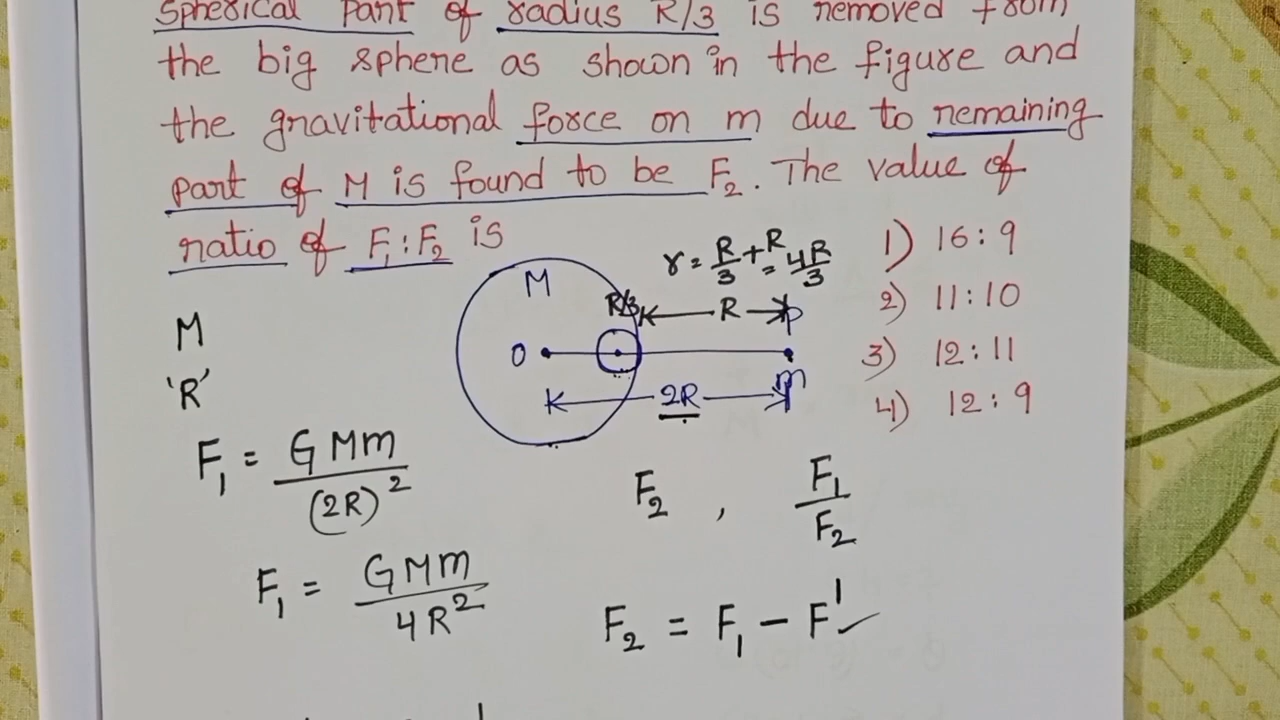 Spherical part of radius R/3 is removed from
the big sphere as shown in the figure and
the gravitational force on m due to remaining
part of M is found to be F₂. The value of
ratio of F₁:F₂ is
r = R/3 + R = 4R/3
1) 16:9
2) 11:10
3) 12:11
4) 12:9
M
R/3
R
O
m
2R
M
'R'
F₁ = GMm/(2R)²
F₂ , F₁/F₂
F₁ = GMm/4R²
F₂ = F₁ - F'